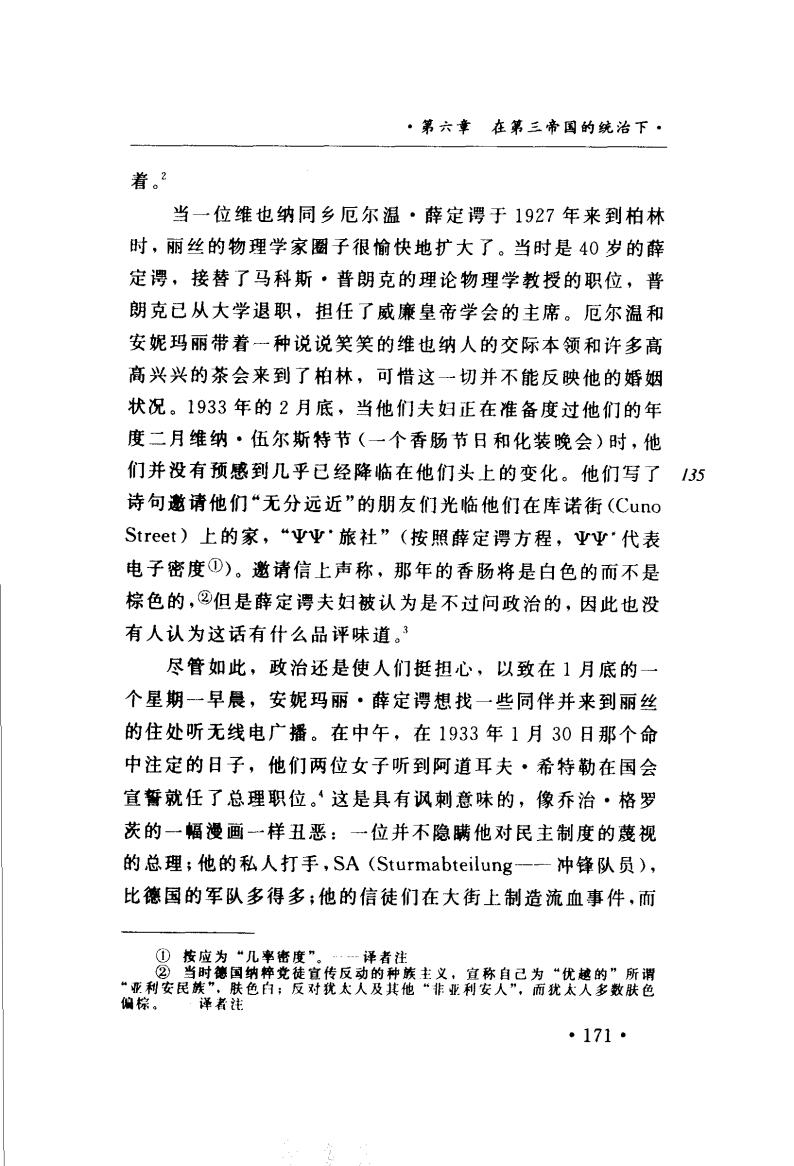 ·第六章 在第三帝国的统治下·
着。²
当一位维也纳同乡厄尔温·薛定谔于 1927 年来到柏林
时，丽丝的物理学家圈子很愉快地扩大了。当时是 40 岁的薛
定谔，接替了马科斯·普朗克的理论物理学教授的职位，普
朗克已从大学退职，担任了威廉皇帝学会的主席。厄尔温和
安妮玛丽带着一种说说笑笑的维也纳人的交际本领和许多高
高兴兴的茶会来到了柏林，可惜这一切并不能反映他的婚姻
状况。1933 年的 2 月底，当他们夫妇正在准备度过他们的年
度二月维纳·伍尔斯特节（一个香肠节日和化装晚会）时，他
们并没有预感到几乎已经降临在他们头上的变化。他们写了 135
诗句邀请他们“无分远近”的朋友们光临他们在库诺街（Cuno
Street）上的家，“ΨΨ*旅社”（按照薛定谔方程，ΨΨ*代表
电子密度①）。邀请信上声称，那年的香肠将是白色的而不是
棕色的，②但是薛定谔夫妇被认为是不过问政治的，因此也没
有人认为这话有什么品评味道。³
尽管如此，政治还是使人们挺担心，以致在 1 月底的一
个星期一早晨，安妮玛丽·薛定谔想找一些同伴并来到丽丝
的住处听无线电广播。在中午，在 1933 年 1 月 30 日那个命
中注定的日子，他们两位女子听到阿道耳夫·希特勒在国会
宣誓就任了总理职位。⁴ 这是具有讽刺意味的，像乔治·格罗
茨的一幅漫画一样丑恶：一位并不隐瞒他对民主制度的蔑视
的总理；他的私人打手，SA（Sturmabteilung——冲锋队员），
比德国的军队多得多；他的信徒们在大街上制造流血事件，而
① 按应为“几率密度”。——译者注
② 当时德国纳粹党徒宣传反动的种族主义，宣称自己为“优越的”所谓
“亚利安民族”，肤色白；反对犹太人及其他“非亚利安人”，而犹太人多数肤色
偏棕。 译者注
·171·